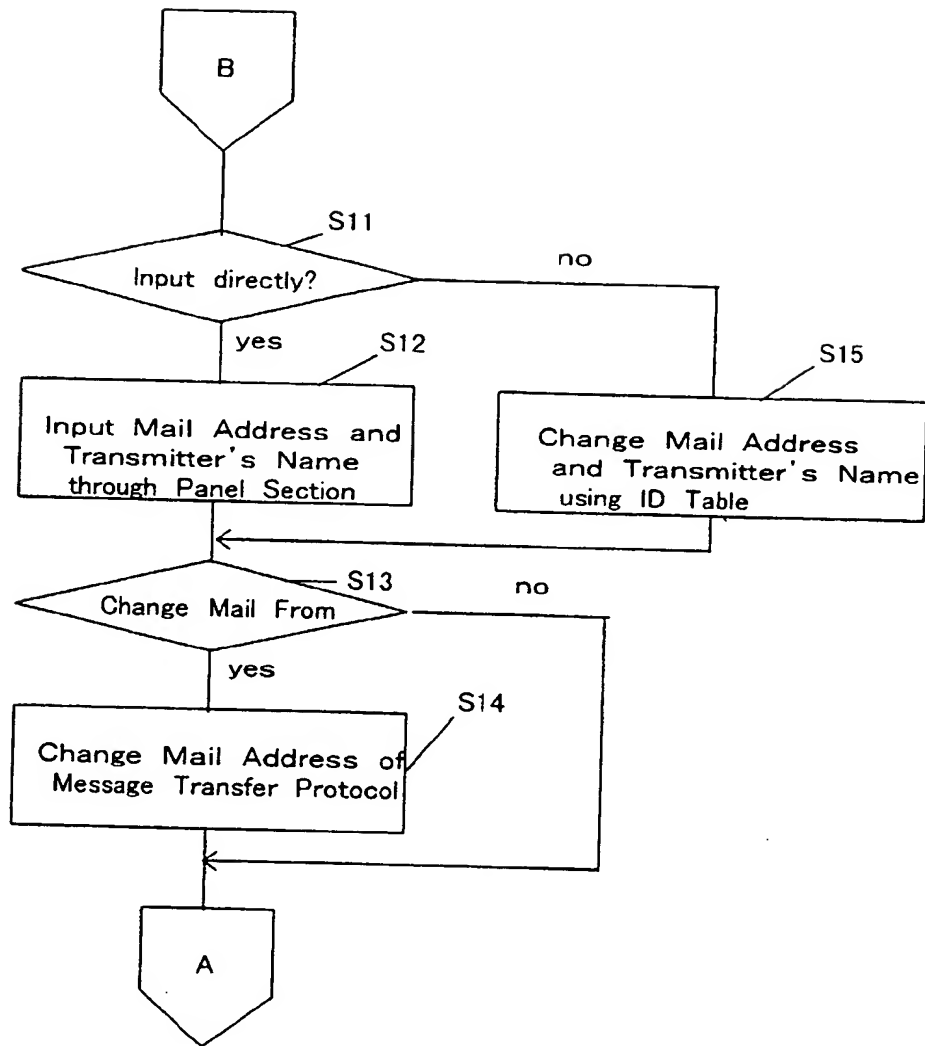 B
S11
Input directly?
no
yes
S12
S15
Input Mail Address and
Transmitter's Name
through Panel Section
Change Mail Address
and Transmitter's Name
using ID Table
S13
Change Mail From
no
yes
S14
Change Mail Address of
Message Transfer Protocol
A